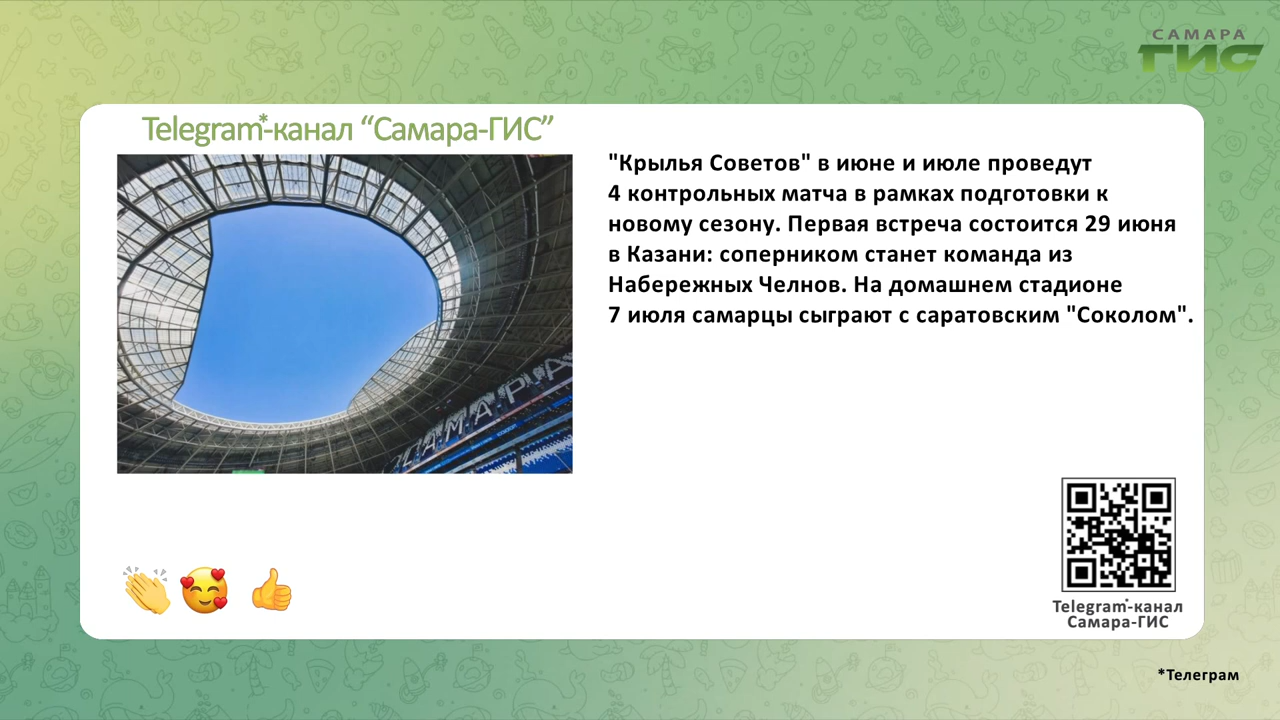 САМАРА
ГИС
Telegram*-канал “Самара-ГИС”
"Крылья Советов" в июне и июле проведут
4 контрольных матча в рамках подготовки к
новому сезону. Первая встреча состоится 29 июня
в Казани: соперником станет команда из
Набережных Челнов. На домашнем стадионе
7 июля самарцы сыграют с саратовским "Соколом".
САМАРА
Telegram*-канал
Самара-ГИС
*Телеграм